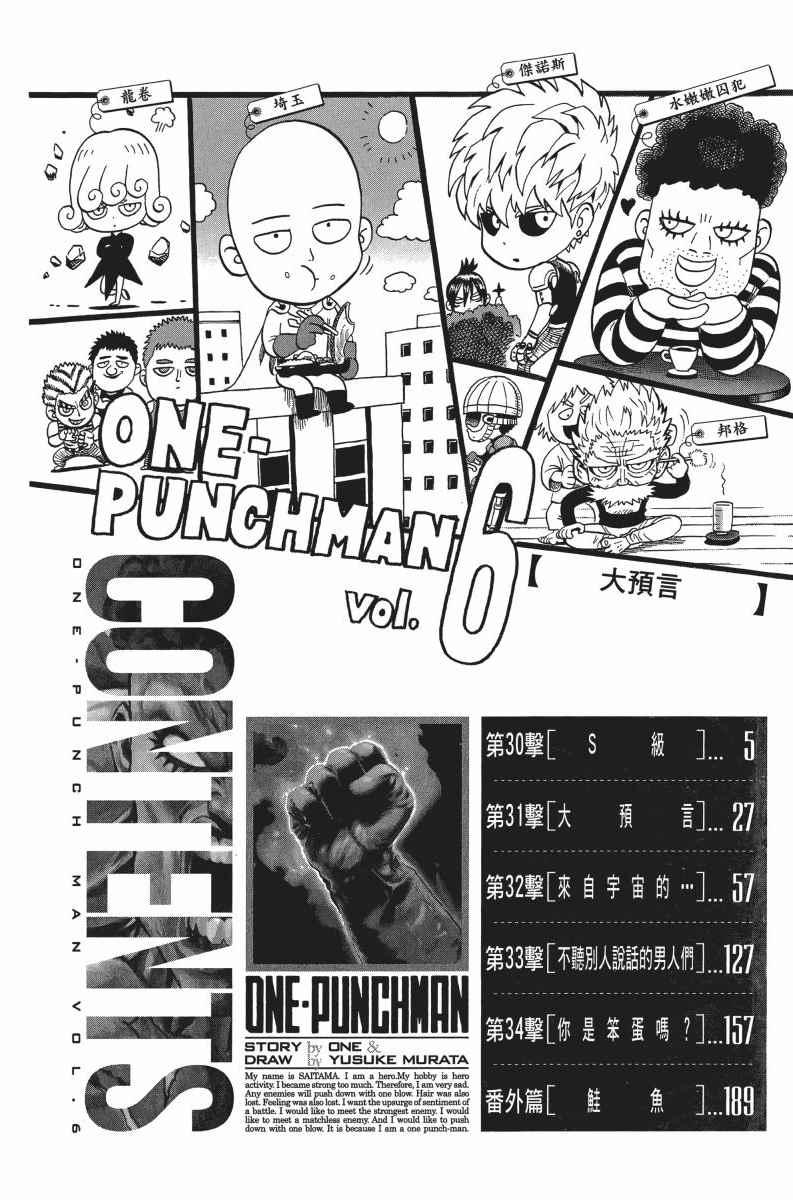 龍卷
埼玉
傑諾斯
水嫩嫩囚犯
邦格
ONE-
PUNCHMAN
vol. 6
【 大預言 】
CONTENTS
ONE-PUNCH MAN VOL.6
第30擊[S級]…5
第31擊[大預言]…27
第32擊[來自宇宙的…]…57
第33擊[不聽別人說話的男人們]…127
第34擊[你是笨蛋嗎?]…157
番外篇[鮭魚]…189
ONE-PUNCHMAN
STORY by ONE &
DRAW by YUSUKE MURATA
My name is SAITAMA. I am a hero.My hobby is hero
activity. I became strong too much. Therefore, I am very sad.
Any enemies will push down with one blow. Hair was also
lost. Feeling was also lost. I want the upsurge of sentiment of
a battle. I would like to meet the strongest enemy. I would
like to meet a matchless enemy. And I would like to push
down with one blow. It is because I am a one punch-man.